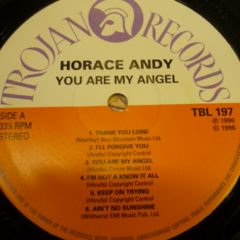 TROJAN RECORDS
HORACE ANDY
YOU ARE MY ANGEL
SIDE A
33⅓ RPM
STEREO
TBL 197
℗ 1996
© 1996
1. THANK YOU LORD
(Marley) Blue Mountain Music Ltd.
2. I'LL FORGIVE YOU
(Andy) Copyright Control
3. YOU ARE MY ANGEL
(Hinds) Music Ltd.
4. I'M NOT A KNOW IT ALL
(Hinds) Copyright Control
5. KEEP ON TRYING
(Hinds) Copyright Control
6. AIN'T NO SUNSHINE
(Withers) EMI Music Pub. Ltd.